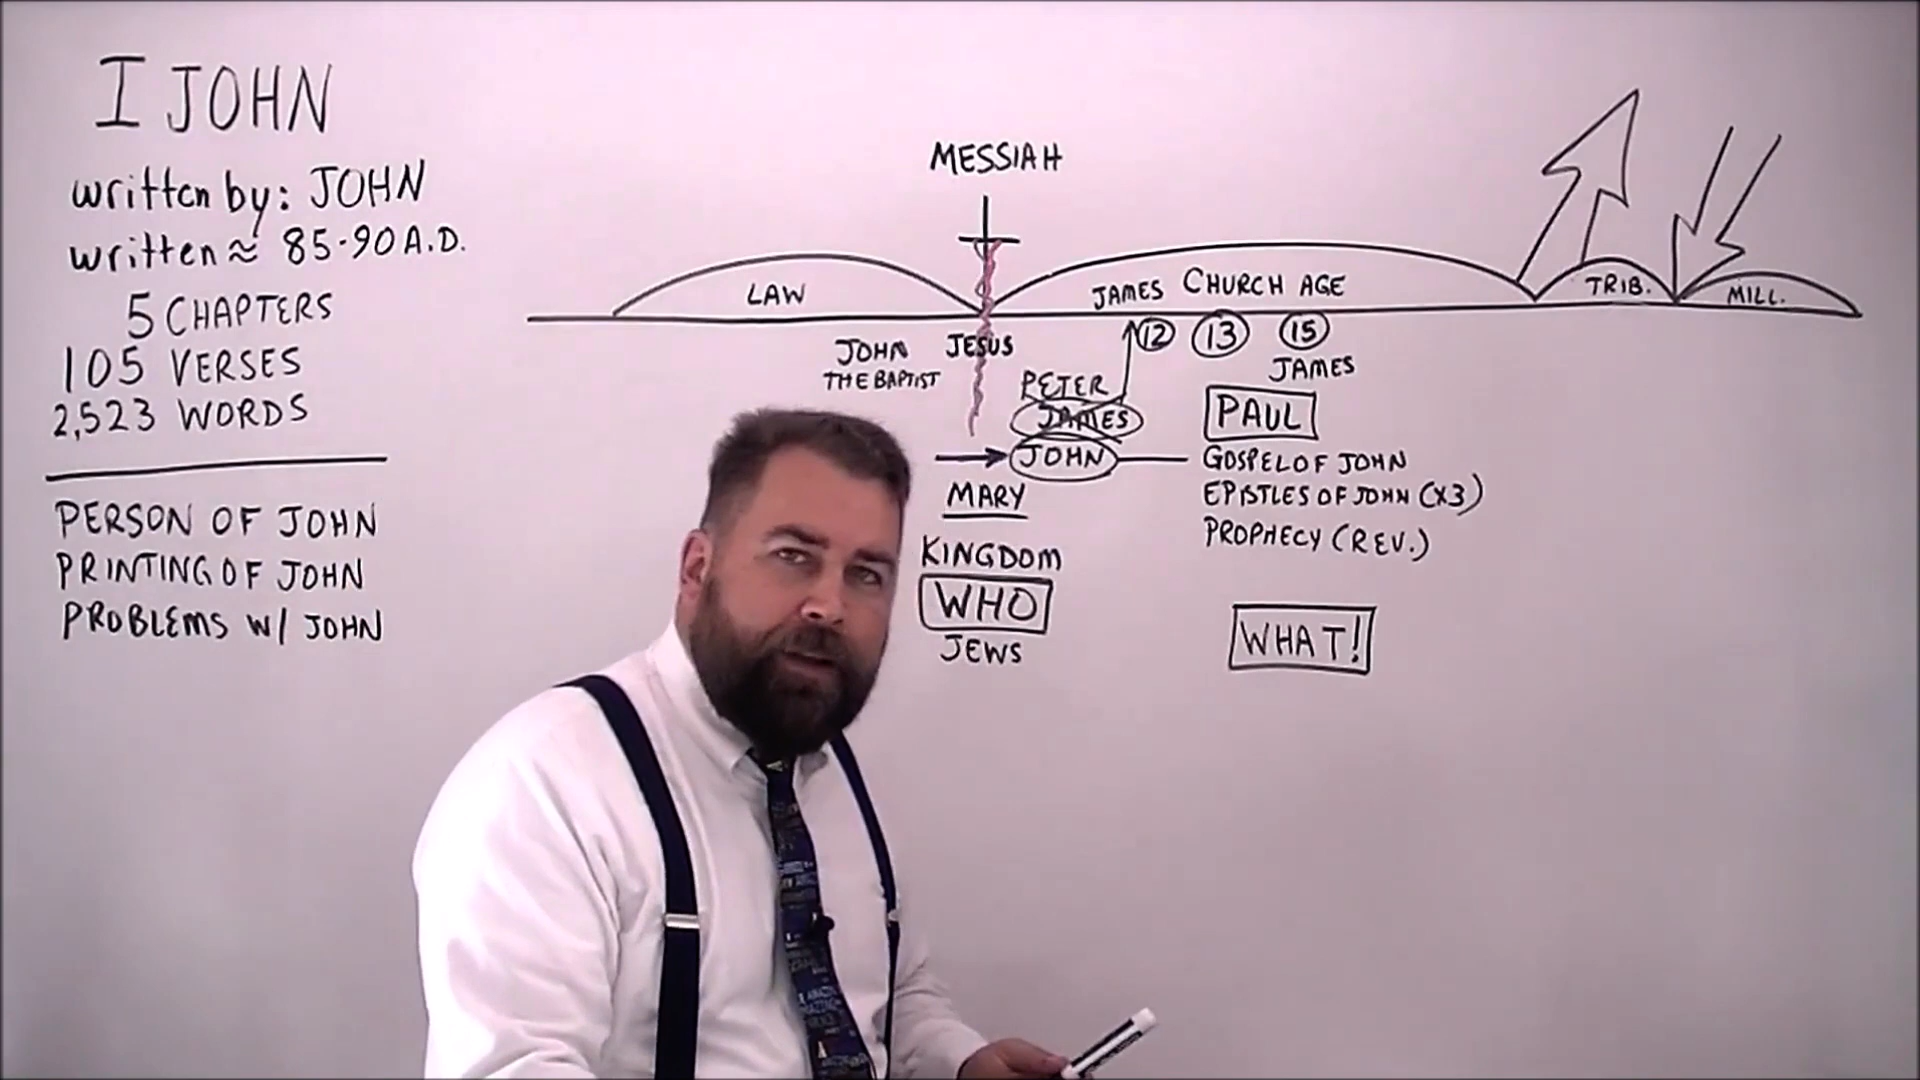 I JOHN
written by: JOHN
written ≈ 85-90 A.D.
5 CHAPTERS
105 VERSES
2,523 WORDS
PERSON OF JOHN
PRINTING OF JOHN
PROBLEMS W/ JOHN
MESSIAH
LAW
JAMES CHURCH AGE
TRIB.
MILL.
JOHN
THE BAPTIST
JESUS
12 13 15
JAMES
PETER
JAMES
JOHN
MARY
KINGDOM
WHO
JEWS
PAUL
GOSPEL OF JOHN
EPISTLES OF JOHN (X3)
PROPHECY (REV.)
WHAT!